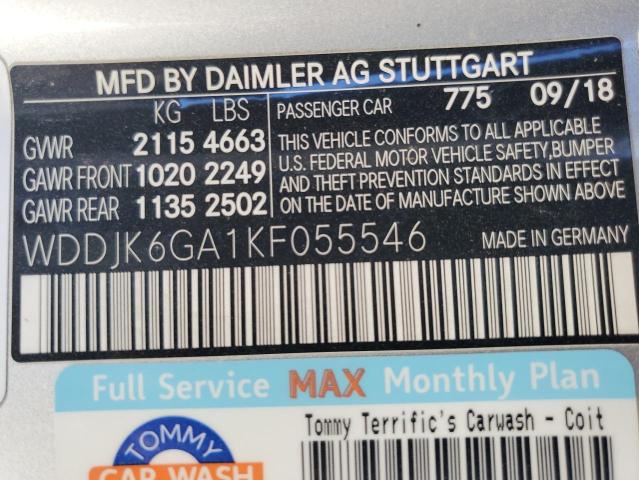 MFD BY DAIMLER AG STUTTGART
KG LBS
GVWR 2115 4663
GAWR FRONT 1020 2249
GAWR REAR 1135 2502
PASSENGER CAR 775 09/18
THIS VEHICLE CONFORMS TO ALL APPLICABLE
U.S. FEDERAL MOTOR VEHICLE SAFETY,BUMPER
AND THEFT PREVENTION STANDARDS IN EFFECT
ON THE DATE OF MANUFACTURE SHOWN ABOVE
WDDJK6GA1KF055546 MADE IN GERMANY
Full Service MAX Monthly Plan
TOMMY
CAR WASH
Tommy Terrific's Carwash - Coit